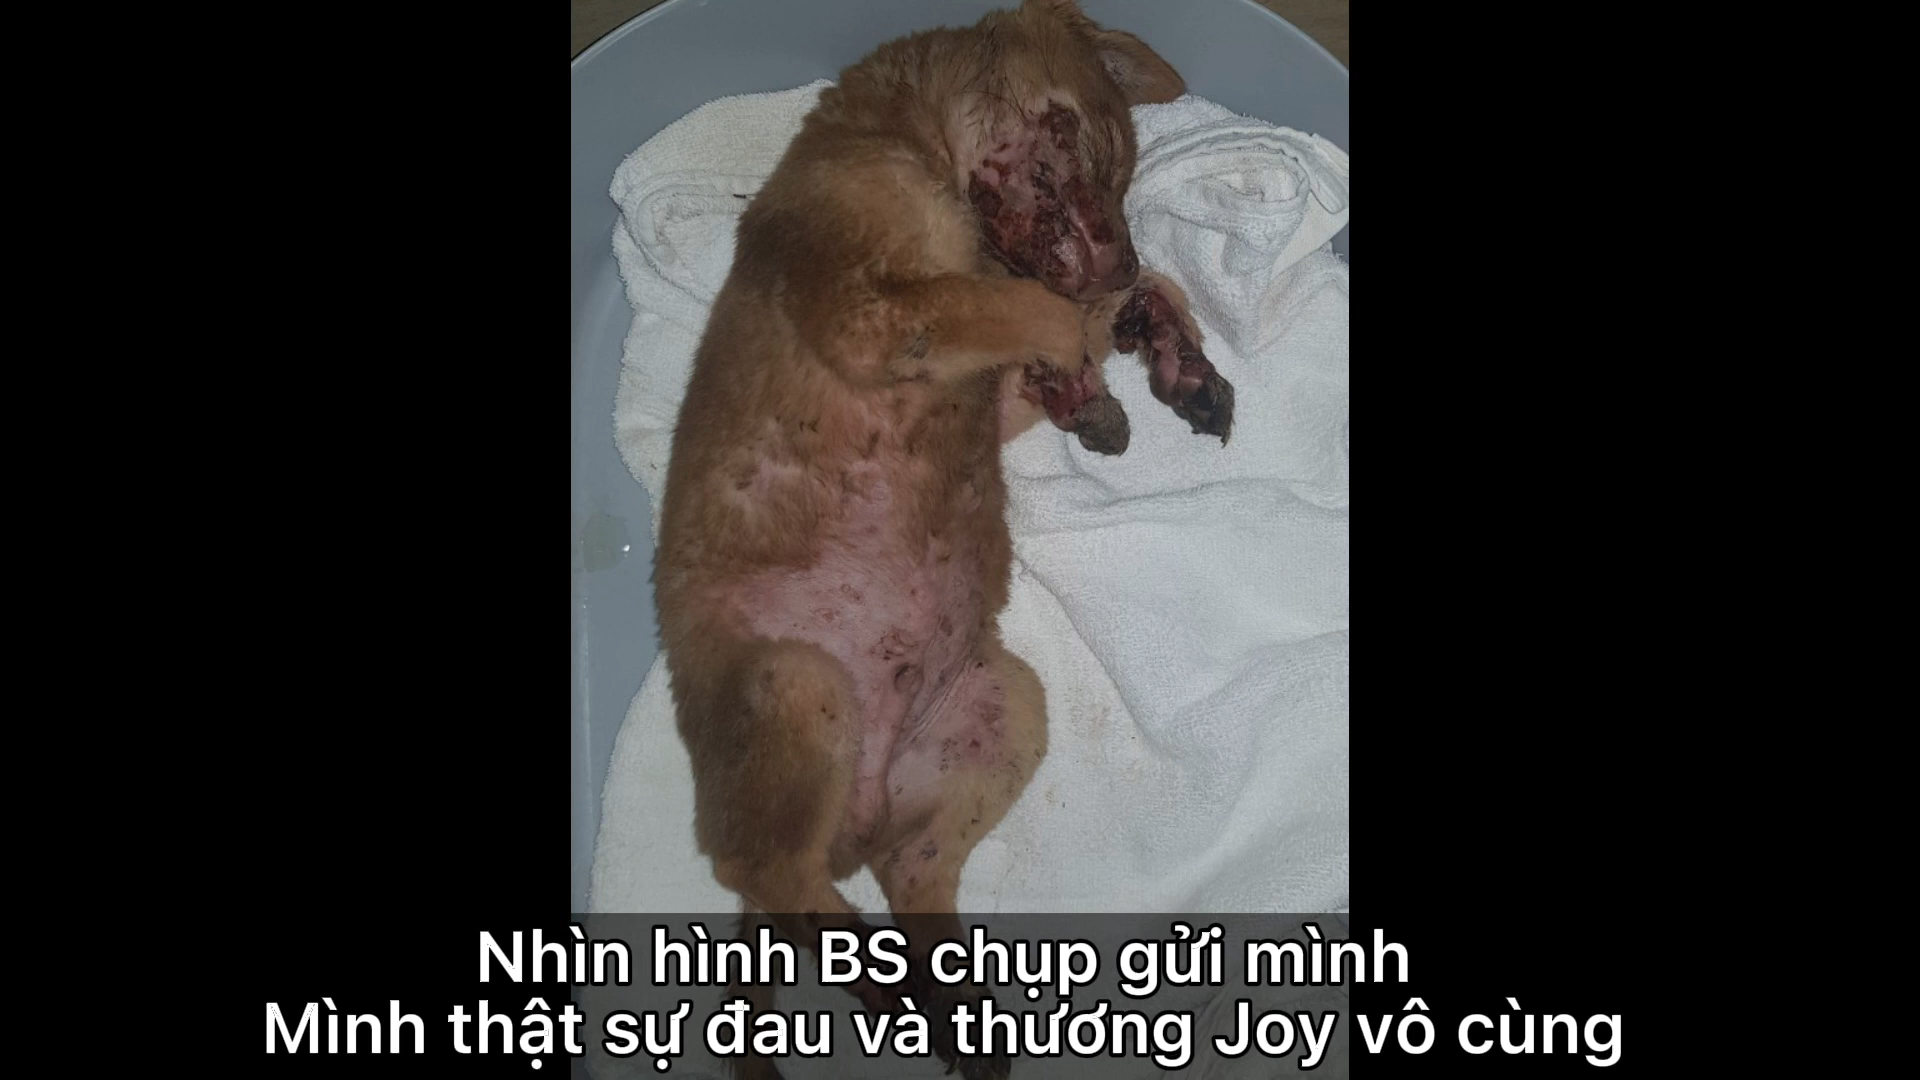 Nhìn hình BS chụp gửi mình
Mình thật sự đau và thương Joy vô cùng